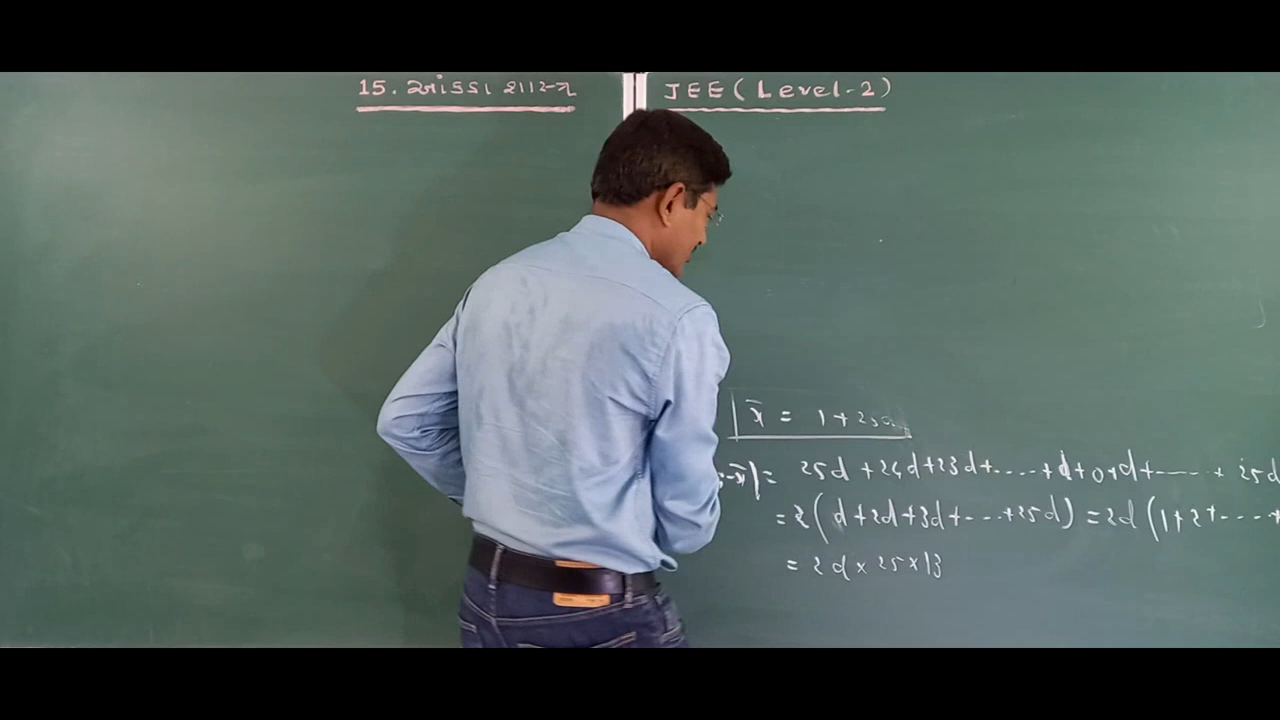 15. આંકડા શાસ્ત્ર
JEE (Level-2)
x̄ = 1 + 25d
-x̄| = 25d + 24d + 23d + .... + d + 0 + d + ..... + 25d
= 2(d + 2d + 3d + ... + 25d) = 2d(1 + 2 + .... +
= 2d × 25 × 13